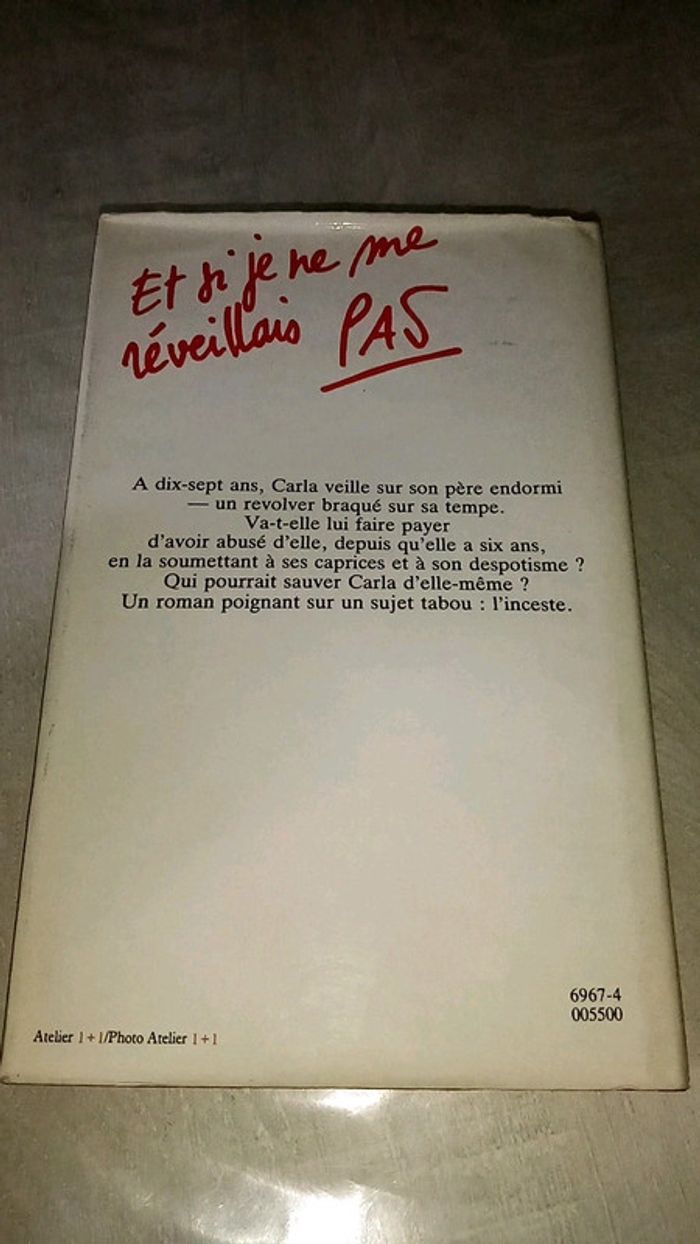 Et si je ne me
réveillais PAS
A dix-sept ans, Carla veille sur son père endormi
— un revolver braqué sur sa tempe.
Va-t-elle lui faire payer
d'avoir abusé d'elle, depuis qu'elle a six ans,
en la soumettant à ses caprices et à son despotisme ?
Qui pourrait sauver Carla d'elle-même ?
Un roman poignant sur un sujet tabou : l'inceste.
6967-4
005500
Atelier 1 + 1/Photo Atelier 1 + 1